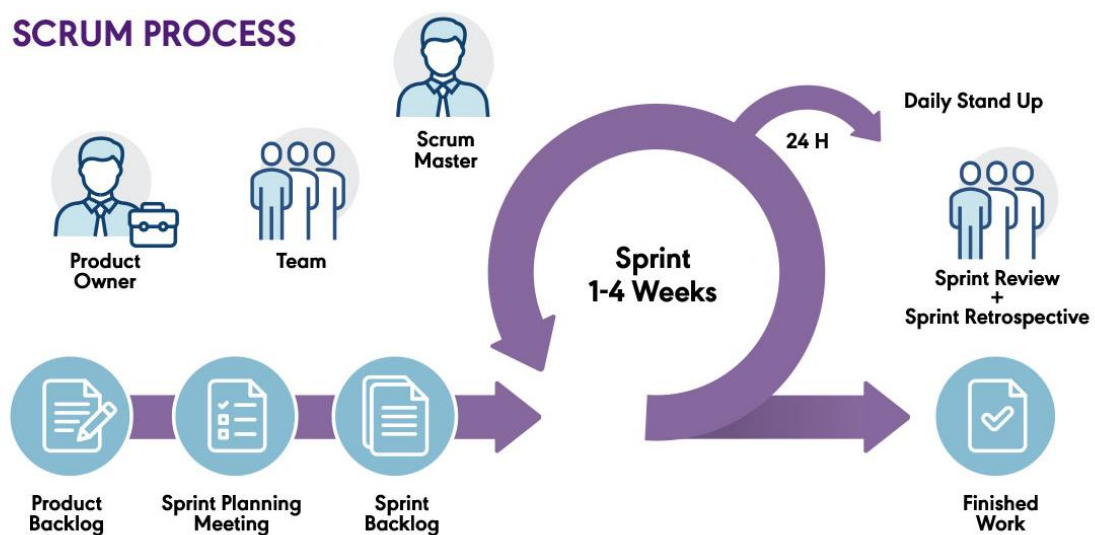 SCRUM PROCESS
Scrum
Master
Product
Owner
Team
24 H
Daily Stand Up
Sprint
1-4 Weeks
Sprint Review
+
Sprint Retrospective
Product
Backlog
Sprint Planning
Meeting
Sprint
Backlog
Finished
Work